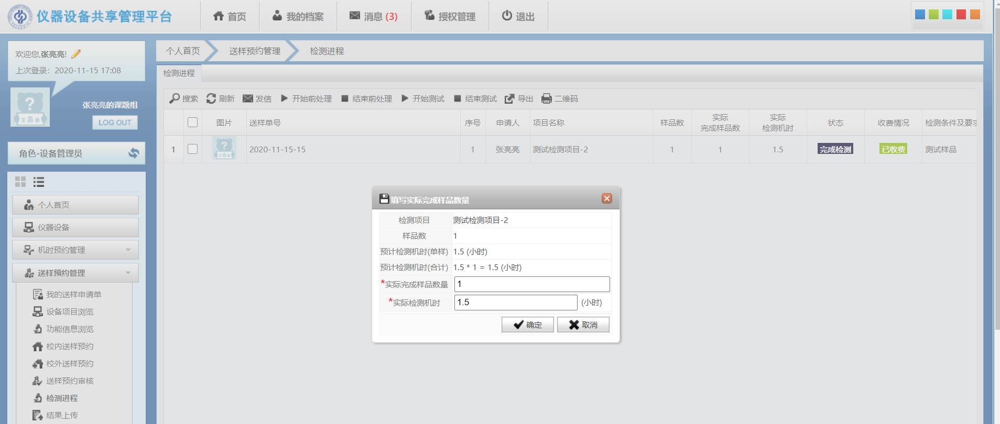 仪器设备共享管理平台
首页
我的档案
消息 (3)
授权管理
退出
欢迎您,张亮亮!
上次登录：2020-11-15 17:08
张亮亮的课题组
LOG OUT
角色-设备管理员
个人首页
仪器设备
机时预约管理
送样预约管理
我的送样申请单
设备项目浏览
功能信息浏览
校内送样预约
校外送样预约
送样预约审核
检测进程
结果上传
个人首页 送样预约管理 检测进程
检测进程
搜索 刷新 发信 开始前处理 结束前处理 开始测试 结束测试 导出 二维码
图片 送样单号 序号 申请人 项目名称 样品数 实际完成样品数 实际检测机时 状态 收费情况 检测条件及要求
1 2020-11-15-15 1 张亮亮 测试检测项目-2 1 1 1.5 完成检测 已收费 测试样品
填写实际完成样品数量
检测项目 测试检测项目-2
样品数 1
预计检测机时(单样) 1.5 (小时)
预计检测机时(合计) 1.5 * 1 = 1.5 (小时)
*实际完成样品数量 1
*实际检测机时 1.5 (小时)
确定 取消